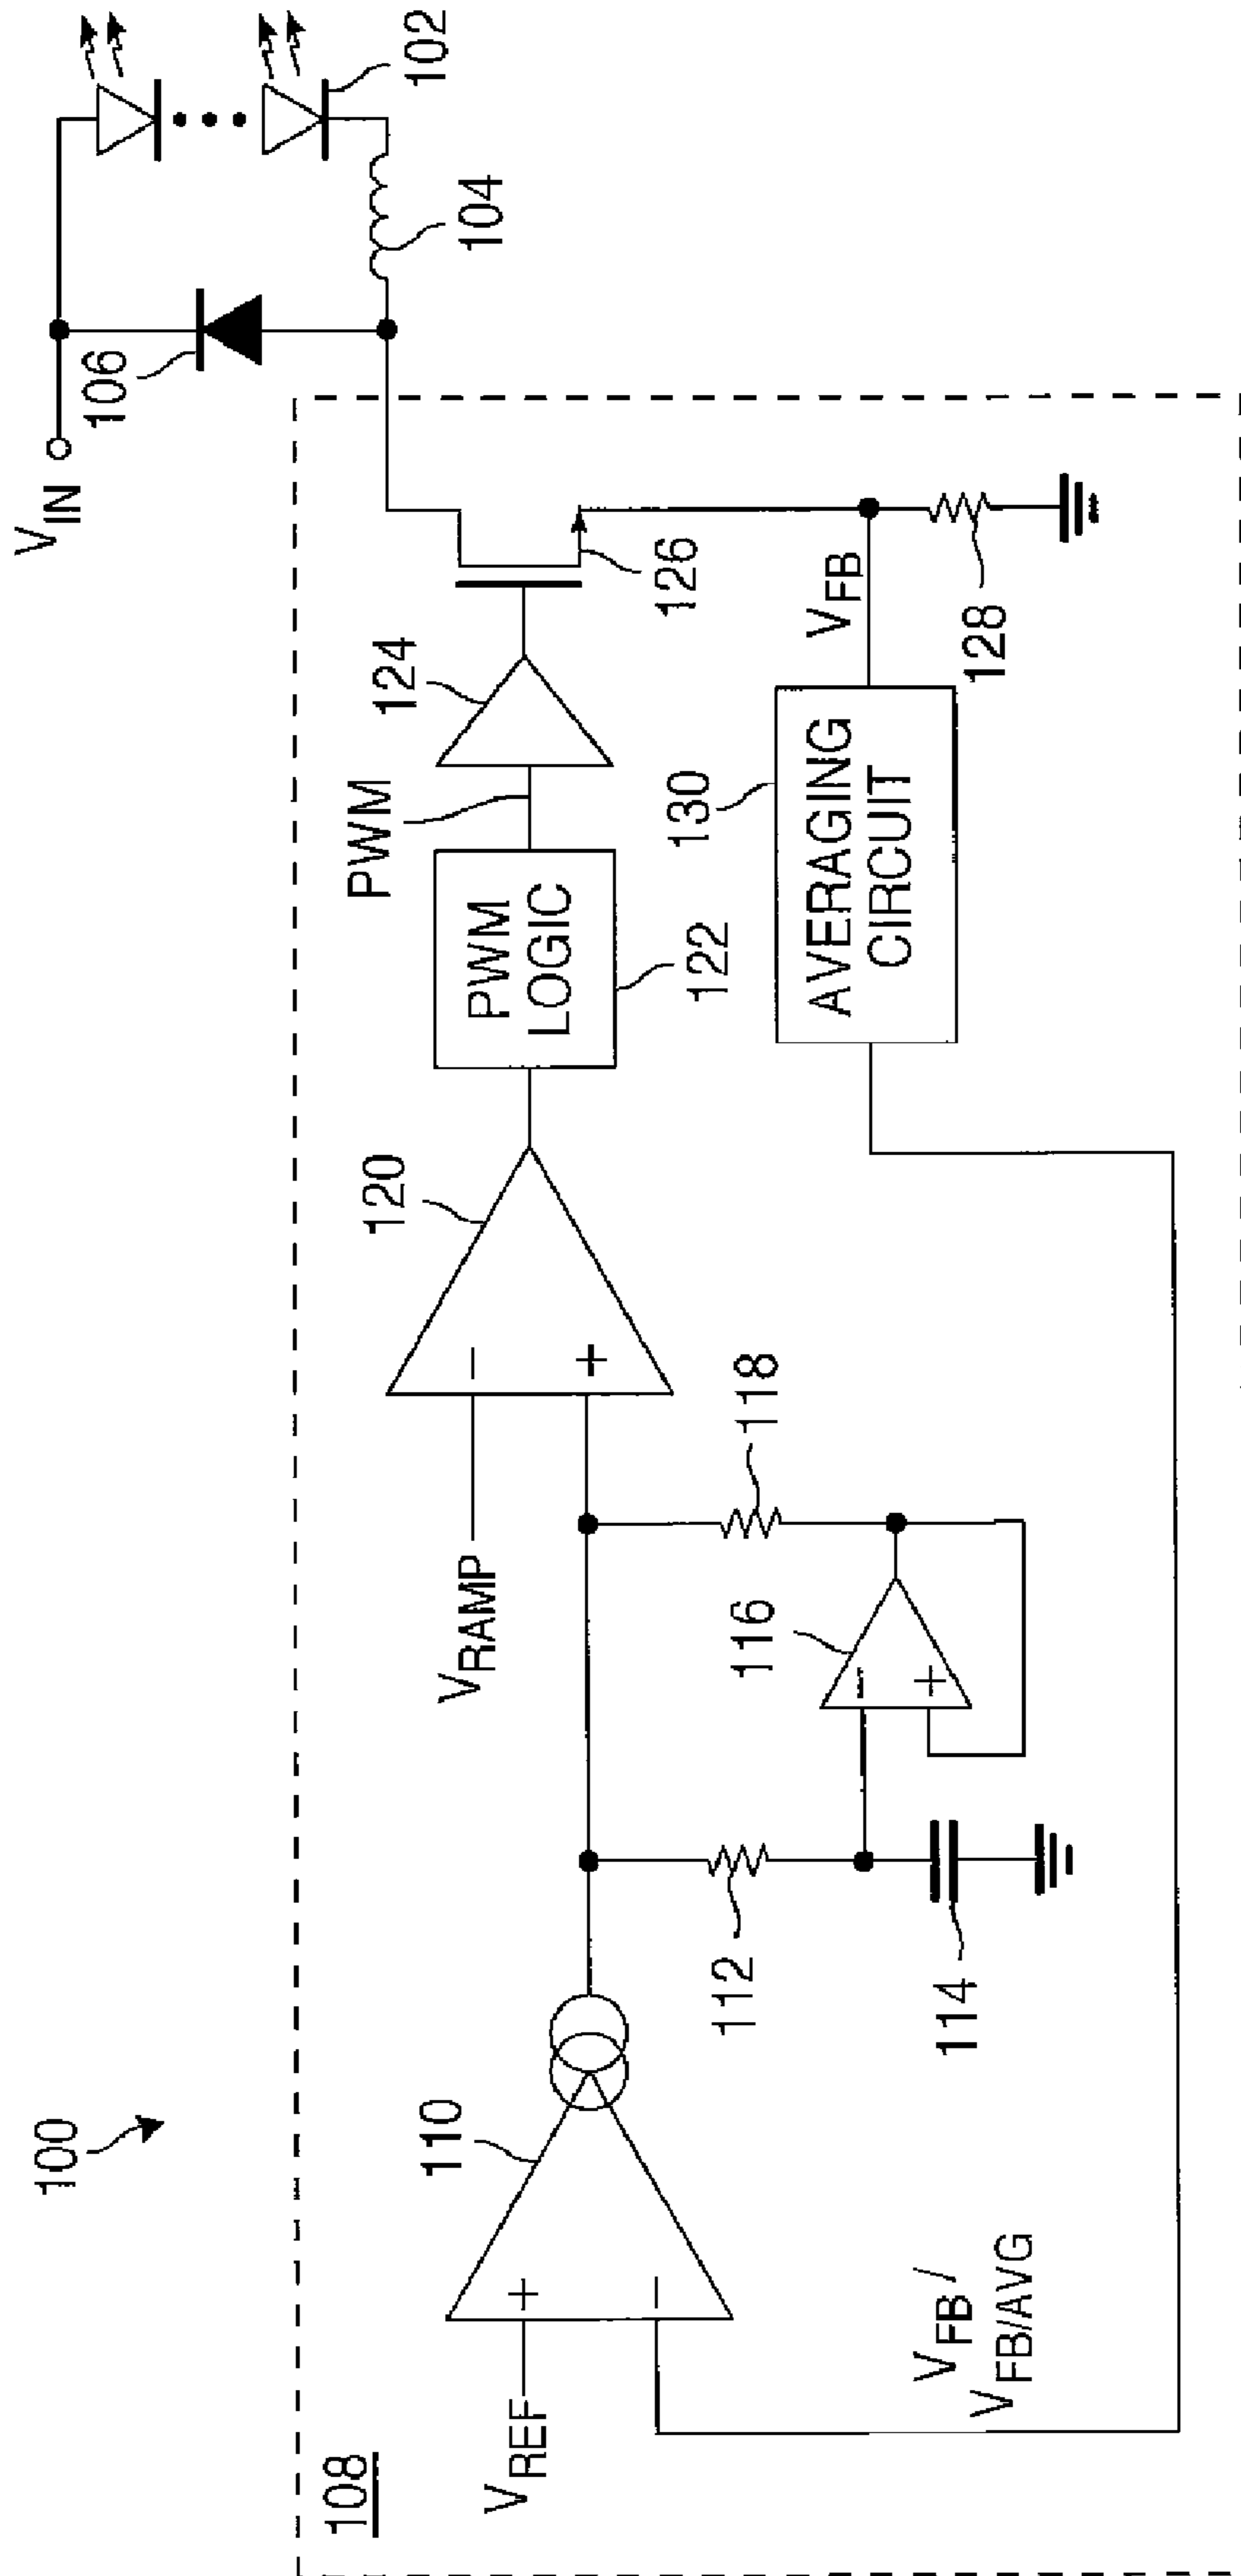 100
108
V_IN
106
102
104
V_REF
110
V_FB /
V_FB/AVG
112
114
116
118
V_RAMP
120
PWM
LOGIC
122
PWM
124
126
AVERAGING
CIRCUIT
130
V_FB
128
+
−
−
+
−
+